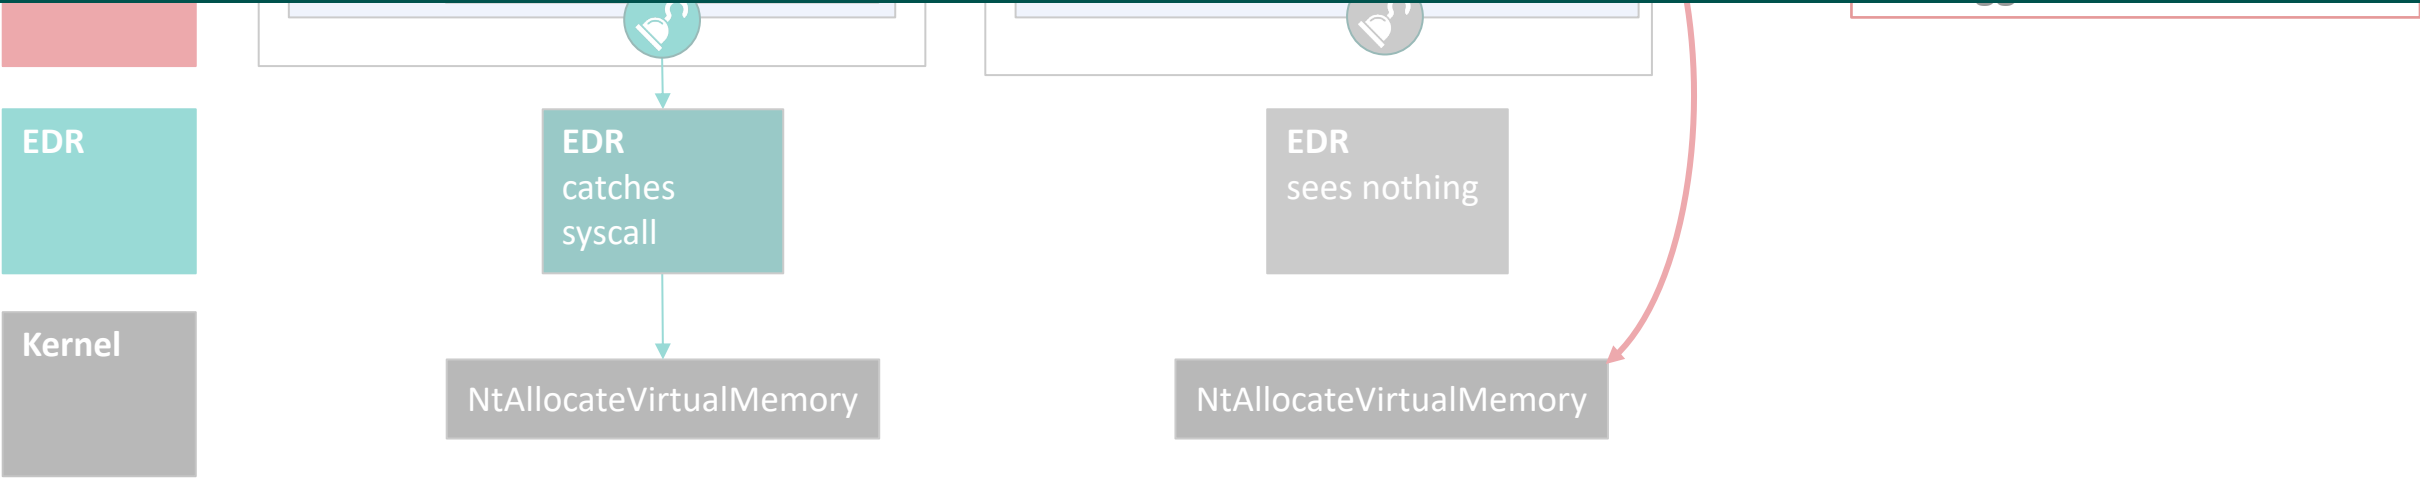 EDR
EDR
catches
syscall
EDR
sees nothing
Kernel
NtAllocateVirtualMemory
NtAllocateVirtualMemory